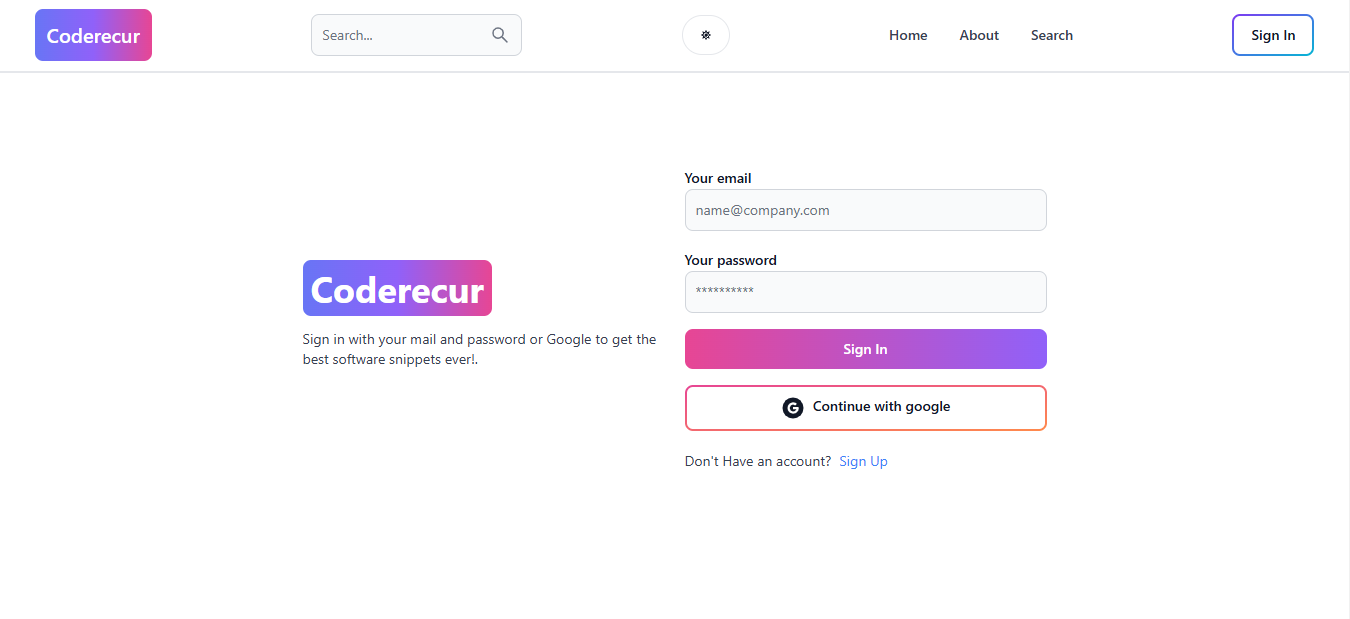 Coderecur
Search...
Home
About
Search
Sign In
Your email
name@company.com
Your password
**********
Coderecur
Sign in with your mail and password or Google to get the
best software snippets ever!.
Sign In
G Continue with google
Don't Have an account? Sign Up